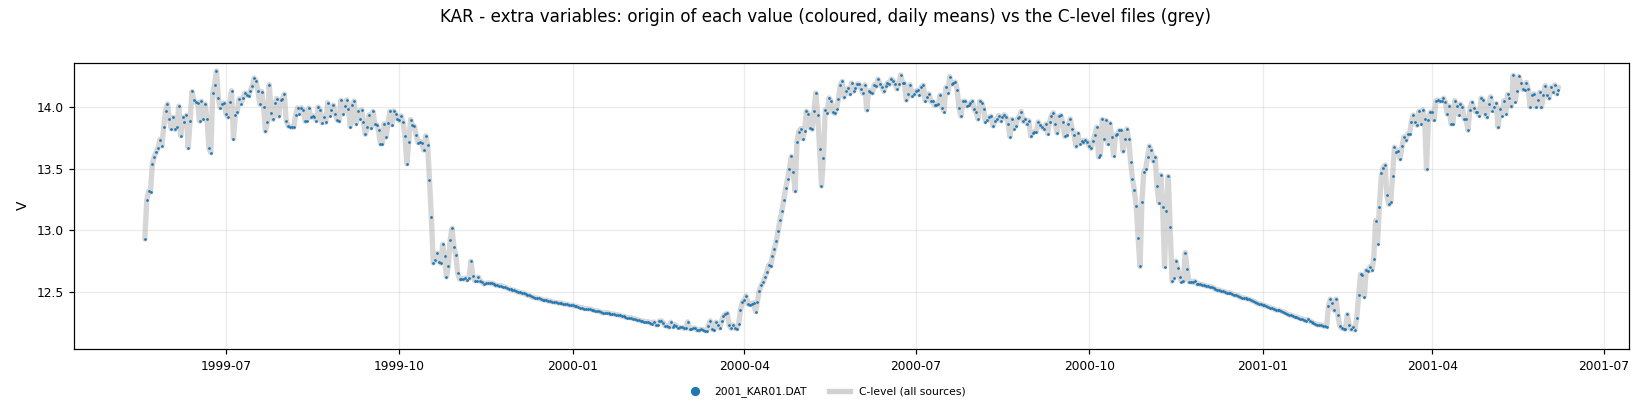 KAR - extra variables: origin of each value (coloured, daily means) vs the C-level files (grey)
14.0
13.5
13.0
12.5
V
1999-07 1999-10 2000-01 2000-04 2000-07 2000-10 2001-01 2001-04 2001-07
2001_KAR01.DAT C-level (all sources)